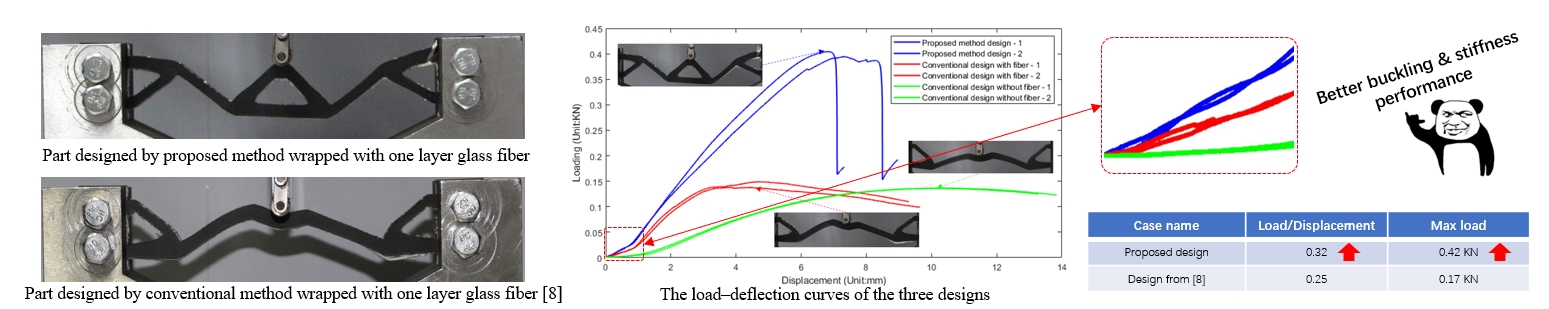 Part designed by proposed method wrapped with one layer glass fiber
Part designed by conventional method wrapped with one layer glass fiber [8]
0.45
0.4
0.35
0.3
0.25
0.2
0.15
0.1
0.05
0
Loading (Unit:KN)
Proposed method design - 1
Proposed method design - 2
Conventional design with fiber - 1
Conventional design with fiber - 2
Conventional design without fiber - 1
Conventional design without fiber - 2
0 2 4 6 8 10 12 14
Displacement (Unit:mm)
The load–deflection curves of the three designs
Better buckling & stiffness
performance
Case name Load/Displacement Max load
Proposed design 0.32 0.42 KN
Design from [8] 0.25 0.17 KN